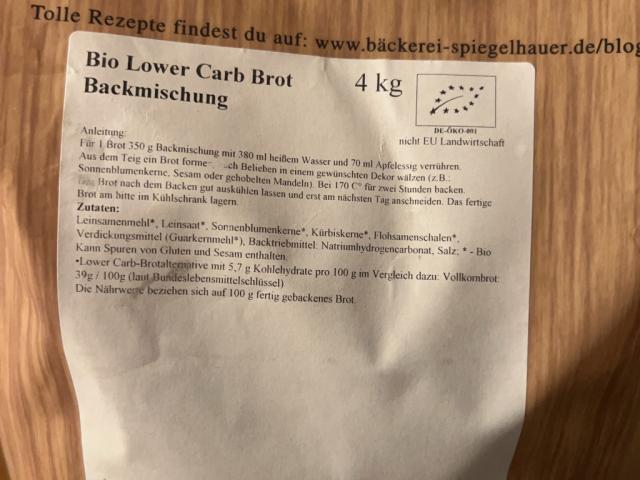 Tolle Rezepte findest du auf: www.bäckerei-spiegelhauer.de/blog
Bio Lower Carb Brot
Backmischung
4 kg
DE-ÖKO-001
nicht EU Landwirtschaft
Anleitung:
Für 1 Brot 350 g Backmischung mit 380 ml heißem Wasser und 70 ml Apfelessig verrühren.
Aus dem Teig ein Brot forme ch Belieben in einem gewünschten Dekor wälzen (z.B.:
Sonnenblumenkerne, Sesam oder gehobelten Mandeln). Bei 170 C° für zwei Stunden backen.
Brot nach dem Backen gut auskühlen lassen und erst am nächsten Tag anschneiden. Das fertige
Brot am bitte im Kühlschrank lagern.
Zutaten:
Leinsamenmehl*, Leinsaat*, Sonnenblumenkerne*, Kürbiskerne*, Flohsamenschalen*,
Verdickungsmittel (Guarkernmehl*), Backtriebmittel: Natriumhydrogencarbonat, Salz; * - Bio
Kann Spuren von Gluten und Sesam enthalten.
•Lower Carb-Brotalternative mit 5,7 g Kohlehydrate pro 100 g im Vergleich dazu: Vollkornbrot:
39g / 100g (laut Bundeslebensmittelschlüssel)
Die Nährwerte beziehen sich auf 100 g fertig gebackenes Brot.